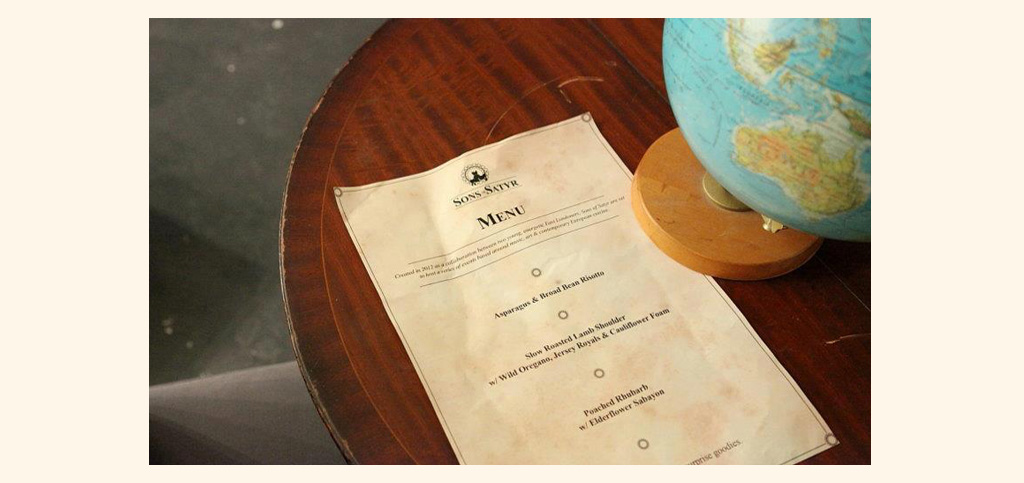 SONS OF SATYR
MENU
Created in 2012 as a collaboration between two young, energetic East Londoners, Sons of Satyr are set
to host a series of events based around music, art & contemporary European cuisine.
Asparagus & Broad Bean Risotto
Slow Roasted Lamb Shoulder
w/ Wild Oregano, Jersey Royals & Cauliflower Foam
Poached Rhubarb
w/ Elderflower Sabayon
goodies.